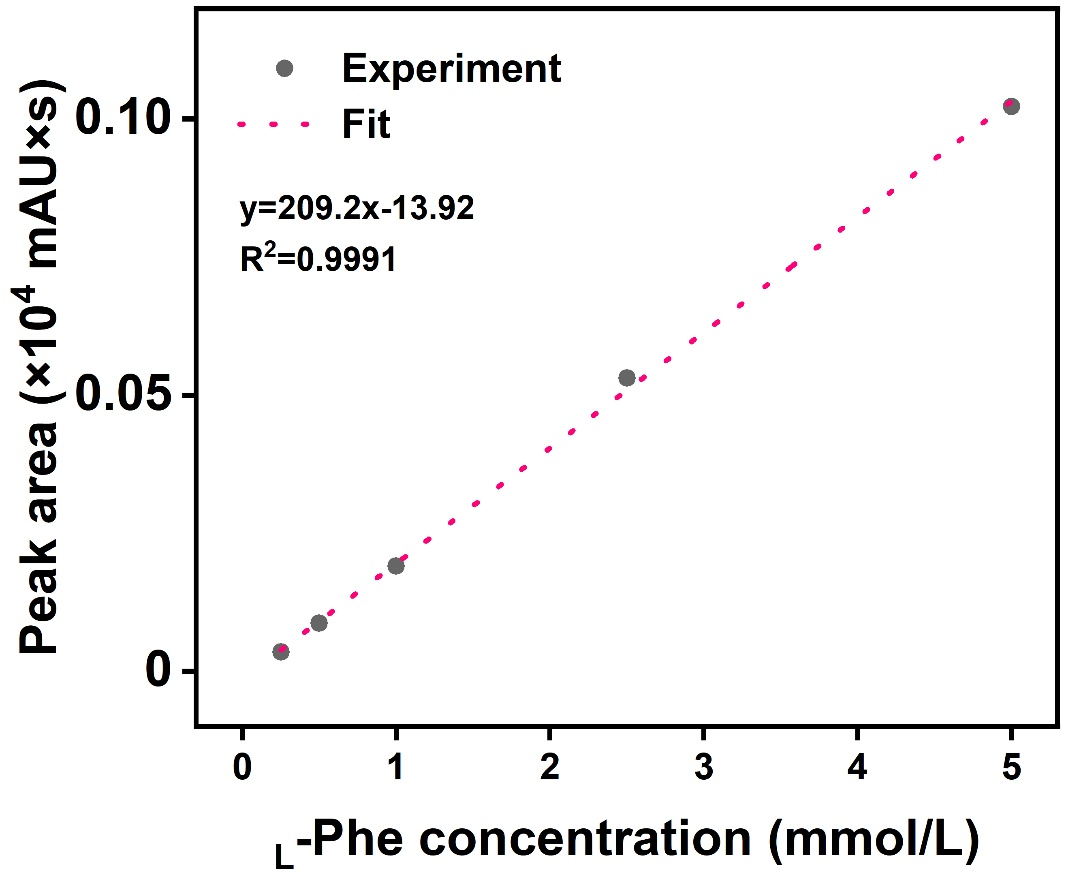 Experiment
Fit
y=209.2x-13.92
R²=0.9991
Peak area (×10⁴ mAU×s)
0.10
0.05
0
0 1 2 3 4 5
L-Phe concentration (mmol/L)